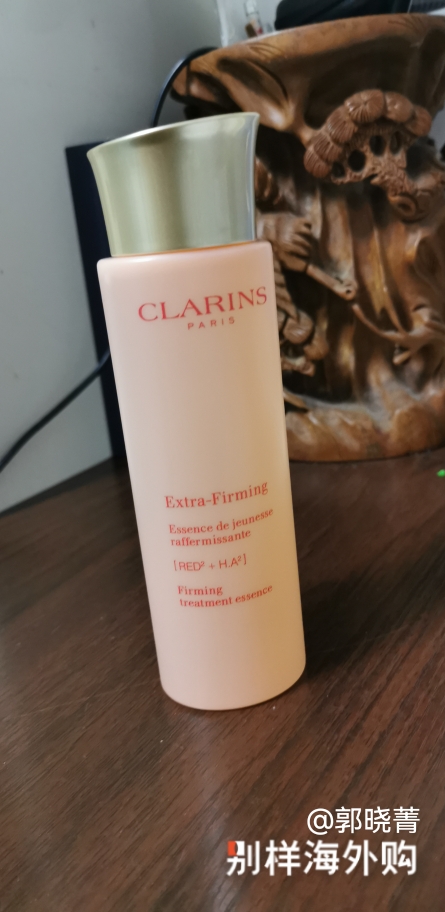 CLARINS
PARIS
Extra-Firming
Essence de jeunesse
raffermissante
[RED² + H.A²]
Firming
treatment essence
@郭晓菁
别样海外购